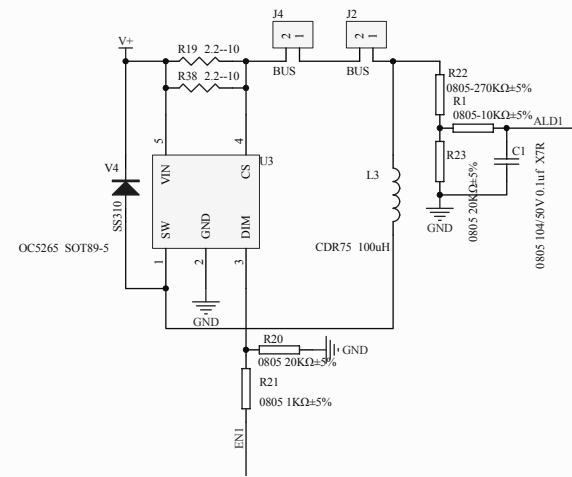 J4
J2
V+
R19 2.2--10
2 1
2 1
R38 2.2--10
BUS
BUS
R22
0805-270KΩ±5%
R1
0805-10KΩ±5%
ALD1
5
4
U3
VIN
CS
V4
SS310
SW
GND
DIM
R23
0805 20KΩ±5%
C1
0805 104/50V 0.1uf X7R
L3
GND
OC5265 SOT89-5
CDR75 100uH
1
2
3
GND
R20
GND
0805 20KΩ±5%
R21
0805 1KΩ±5%
EN1